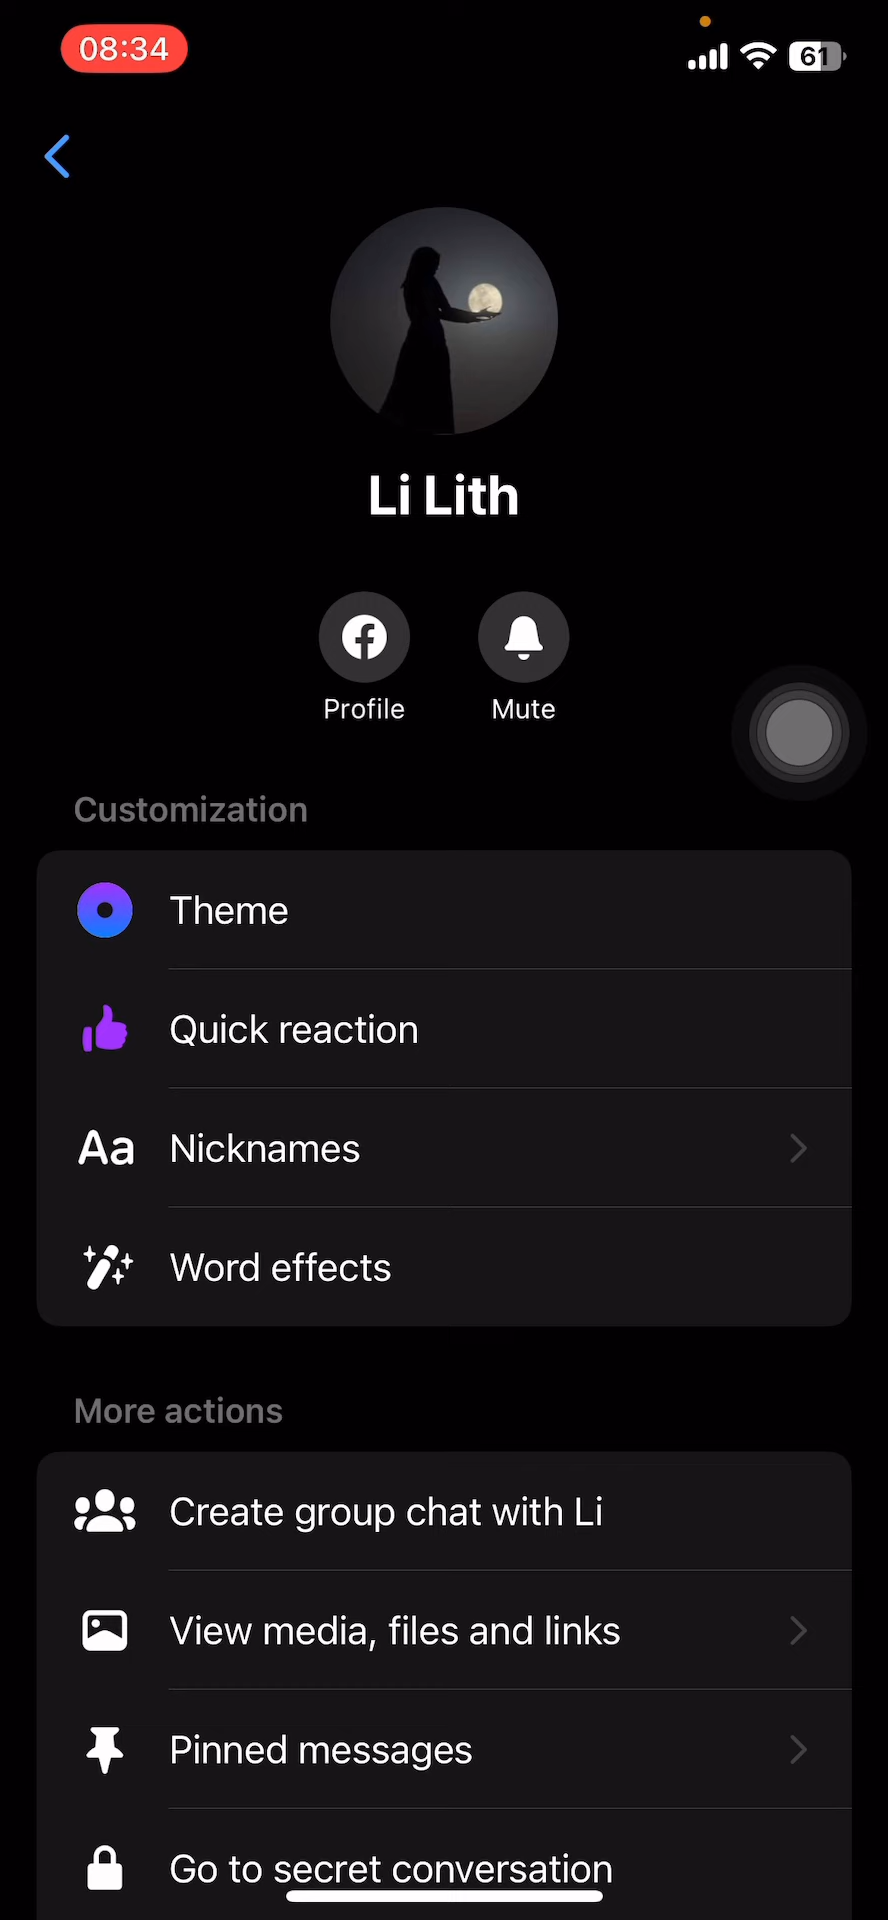 08:34
61
Li Lith
Profile
Mute
Customization
Theme
Quick reaction
Aa
Nicknames
Word effects
More actions
Create group chat with Li
View media, files and links
Pinned messages
Go to secret conversation